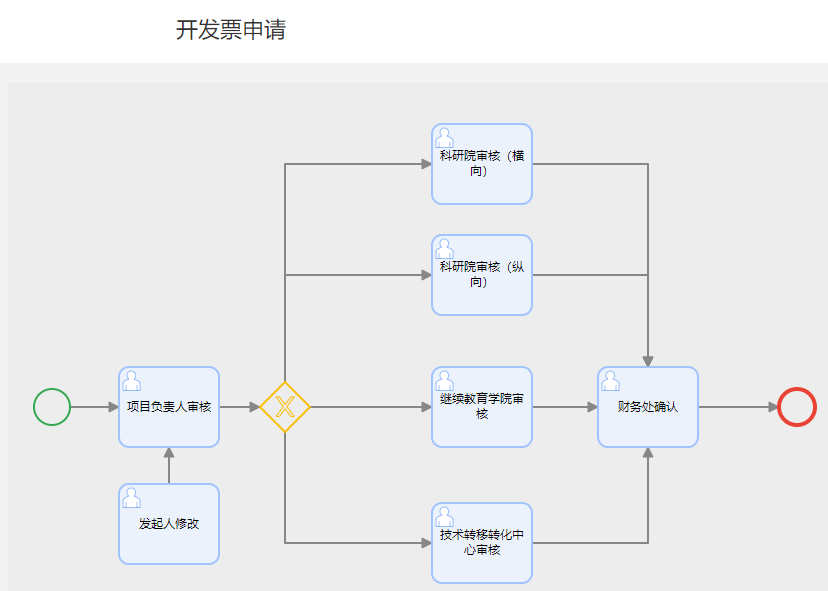 开发票申请
科研院审核（横
向）
科研院审核（纵
向）
项目负责人审核
继续教育学院审
核
财务处确认
发起人修改
技术转移转化中
心审核